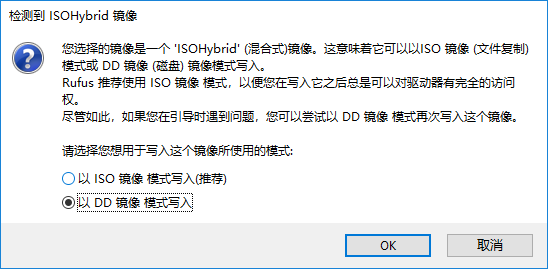 检测到 ISOHybrid 镜像
您选择的镜像是一个 'ISOHybrid' (混合式)镜像。这意味着它可以以ISO 镜像 (文件复制)
模式或 DD 镜像 (磁盘) 镜像模式写入。
Rufus 推荐使用 ISO 镜像 模式，以便您在写入它之后总是可以对驱动器有完全的访问
权。
尽管如此，如果您在引导时遇到问题，您可以尝试以 DD 镜像 模式再次写入这个镜像。
请选择您想用于写入这个镜像所使用的模式:
以 ISO 镜像 模式写入(推荐)
以 DD 镜像 模式写入
OK
取消